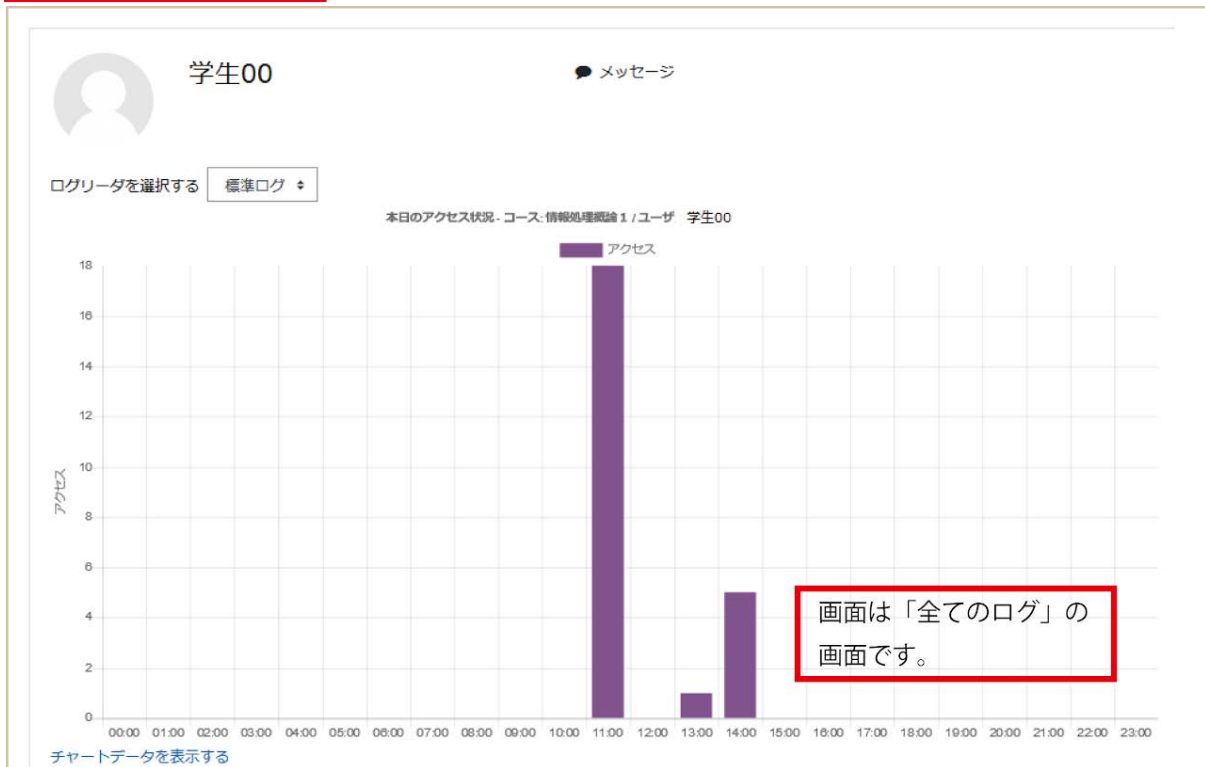 学生00
メッセージ
ログリーダを選択する 標準ログ
本日のアクセス状況 - コース: 情報処理概論 1 / ユーザ 学生00
アクセス
18
16
14
12
10
8
6
4
2
0
アクセス
画面は「全てのログ」の
画面です。
00:00 01:00 02:00 03:00 04:00 05:00 06:00 07:00 08:00 09:00 10:00 11:00 12:00 13:00 14:00 15:00 16:00 17:00 18:00 19:00 20:00 21:00 22:00 23:00
チャートデータを表示する